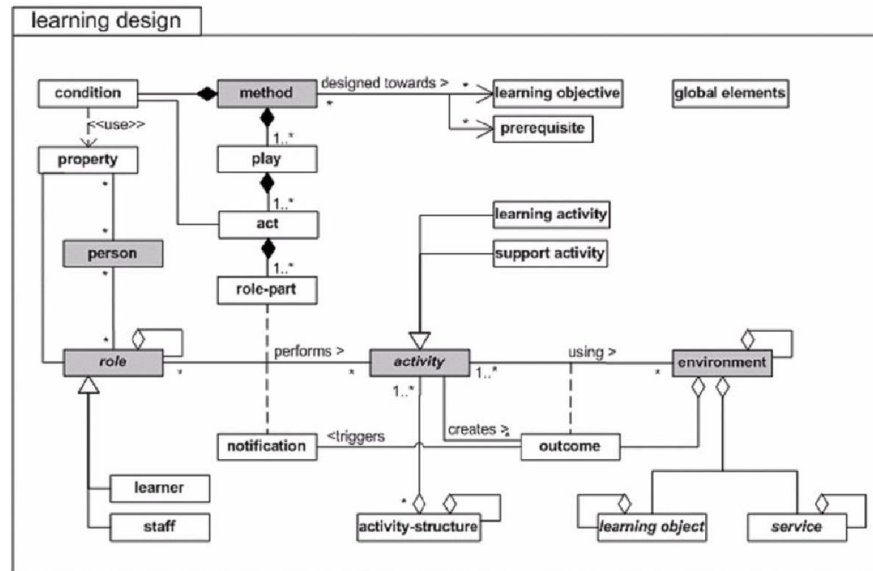 learning design
condition
method
designed towards >
*
*
learning objective
global elements
<<use>>
1..*
*
prerequisite
property
play
*
1..*
learning activity
act
*
person
support activity
*
1..*
role-part
*
performs >
using >
role
activity
environment
*
*
1..*
*
1..*
notification
<triggers
creates >
*
outcome
learner
*
staff
activity-structure
learning object
service